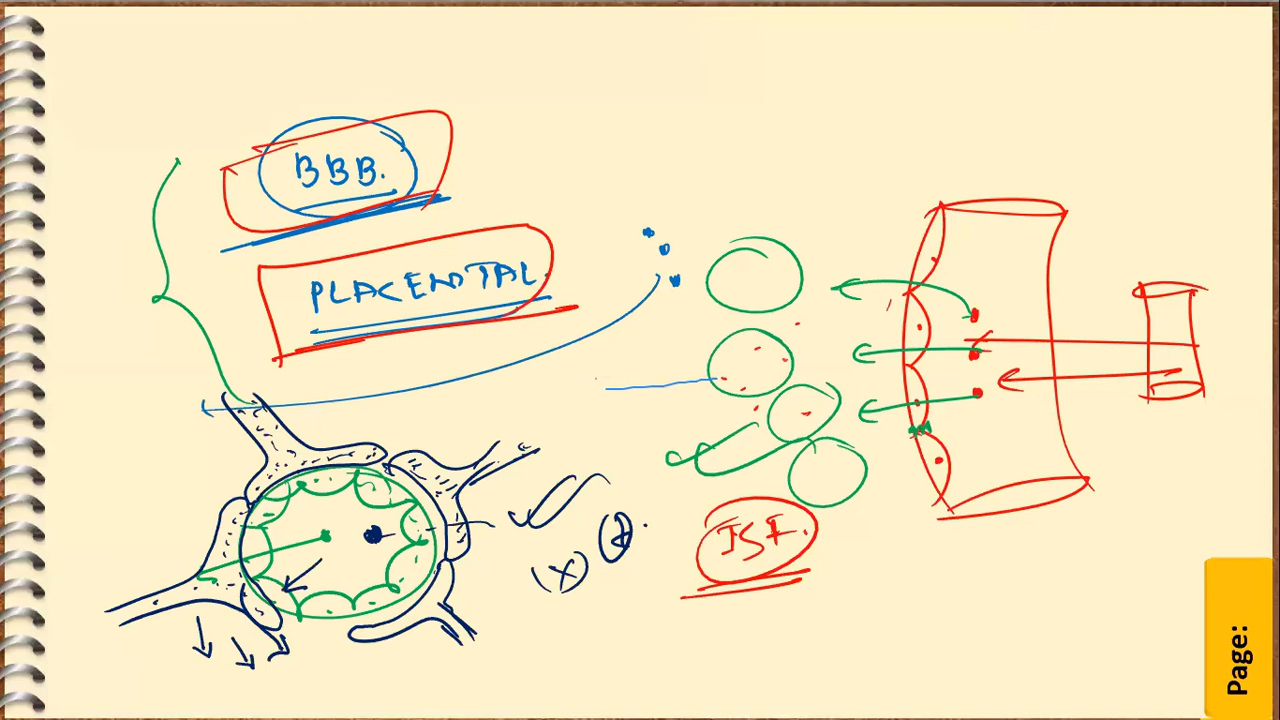 BBB.
PLACENTAL
ISF.
(x)
Page: